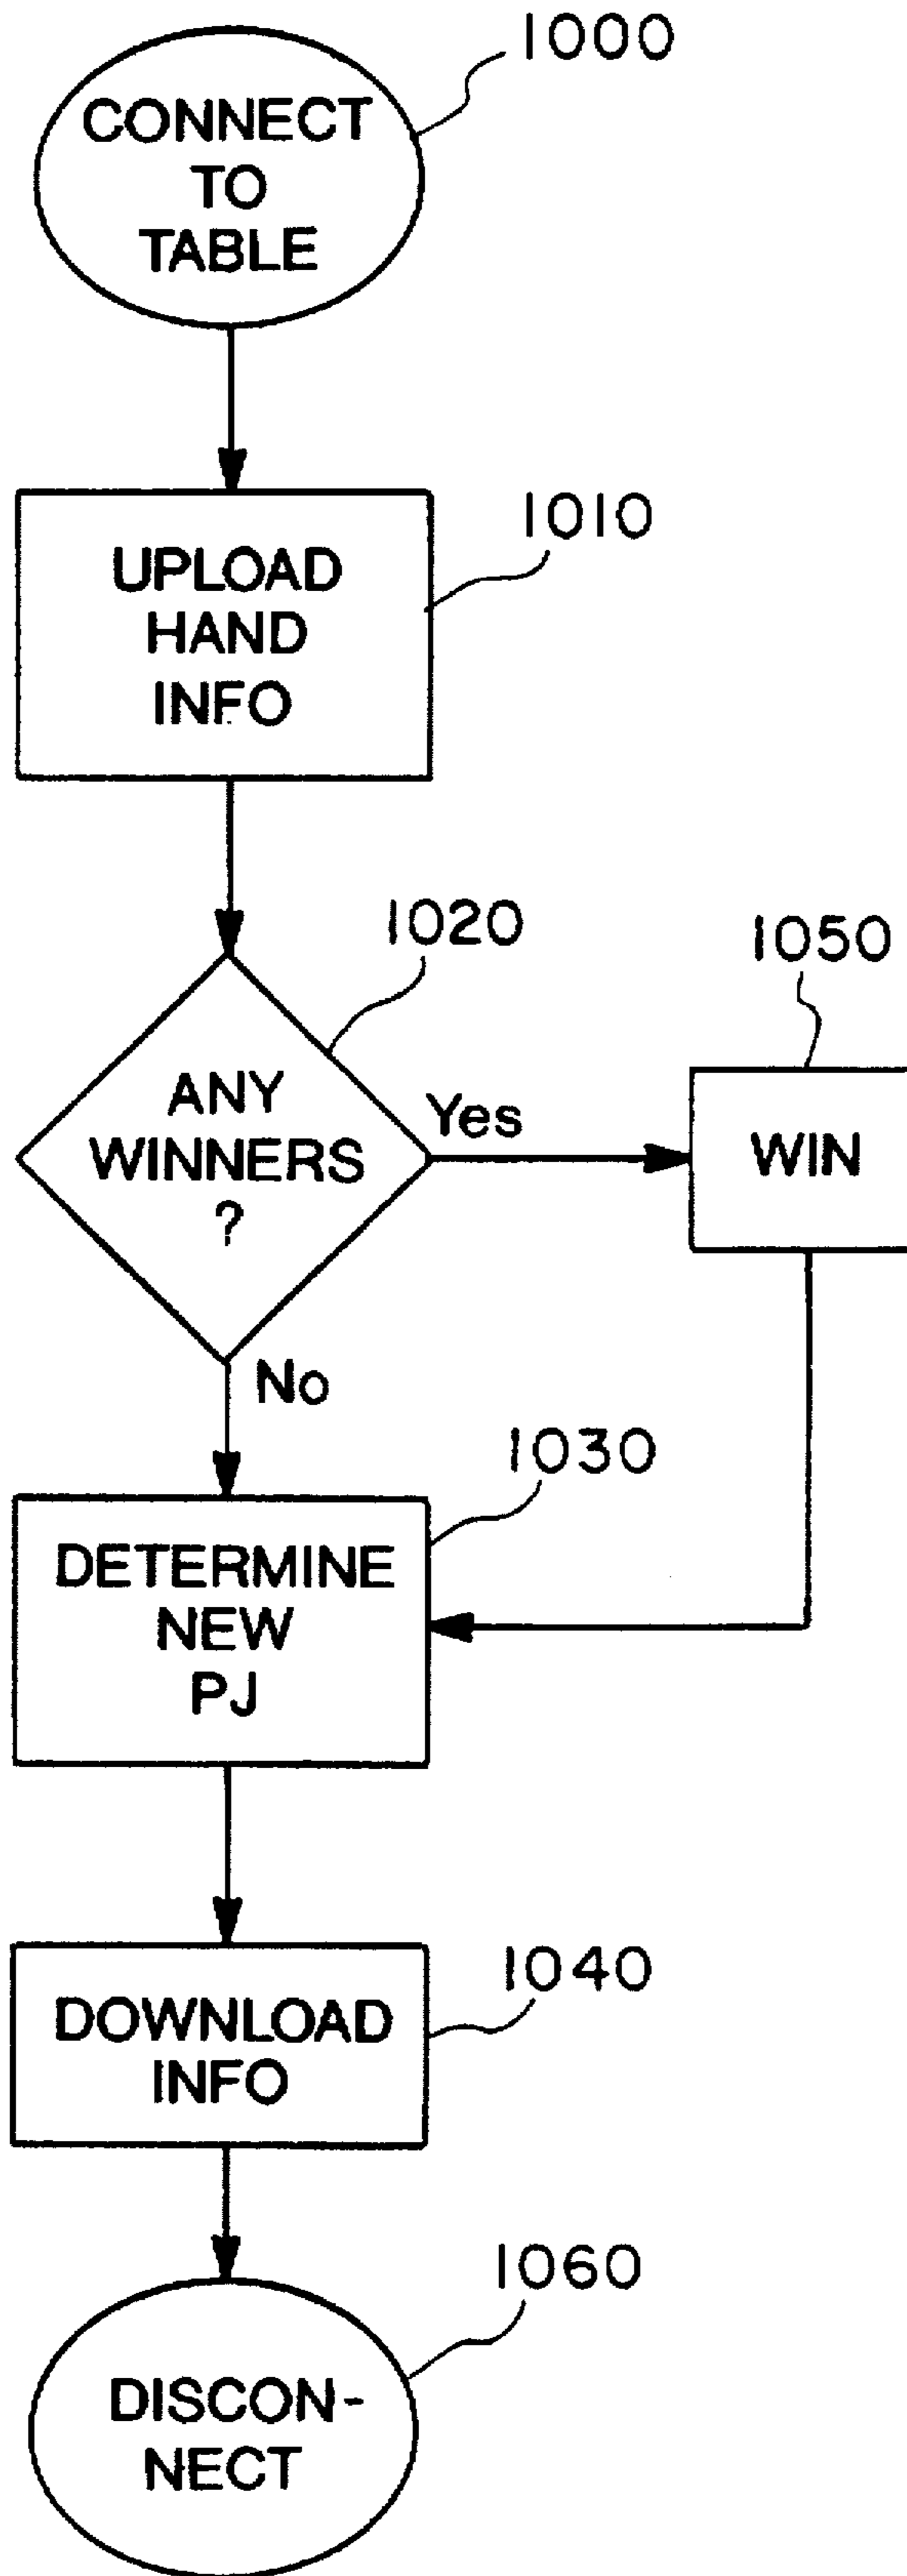 1000
CONNECT
TO
TABLE
1010
UPLOAD
HAND
INFO
1020
1050
ANY
WINNERS
?
Yes
WIN
No
1030
DETERMINE
NEW
PJ
1040
DOWNLOAD
INFO
1060
DISCON-
NECT